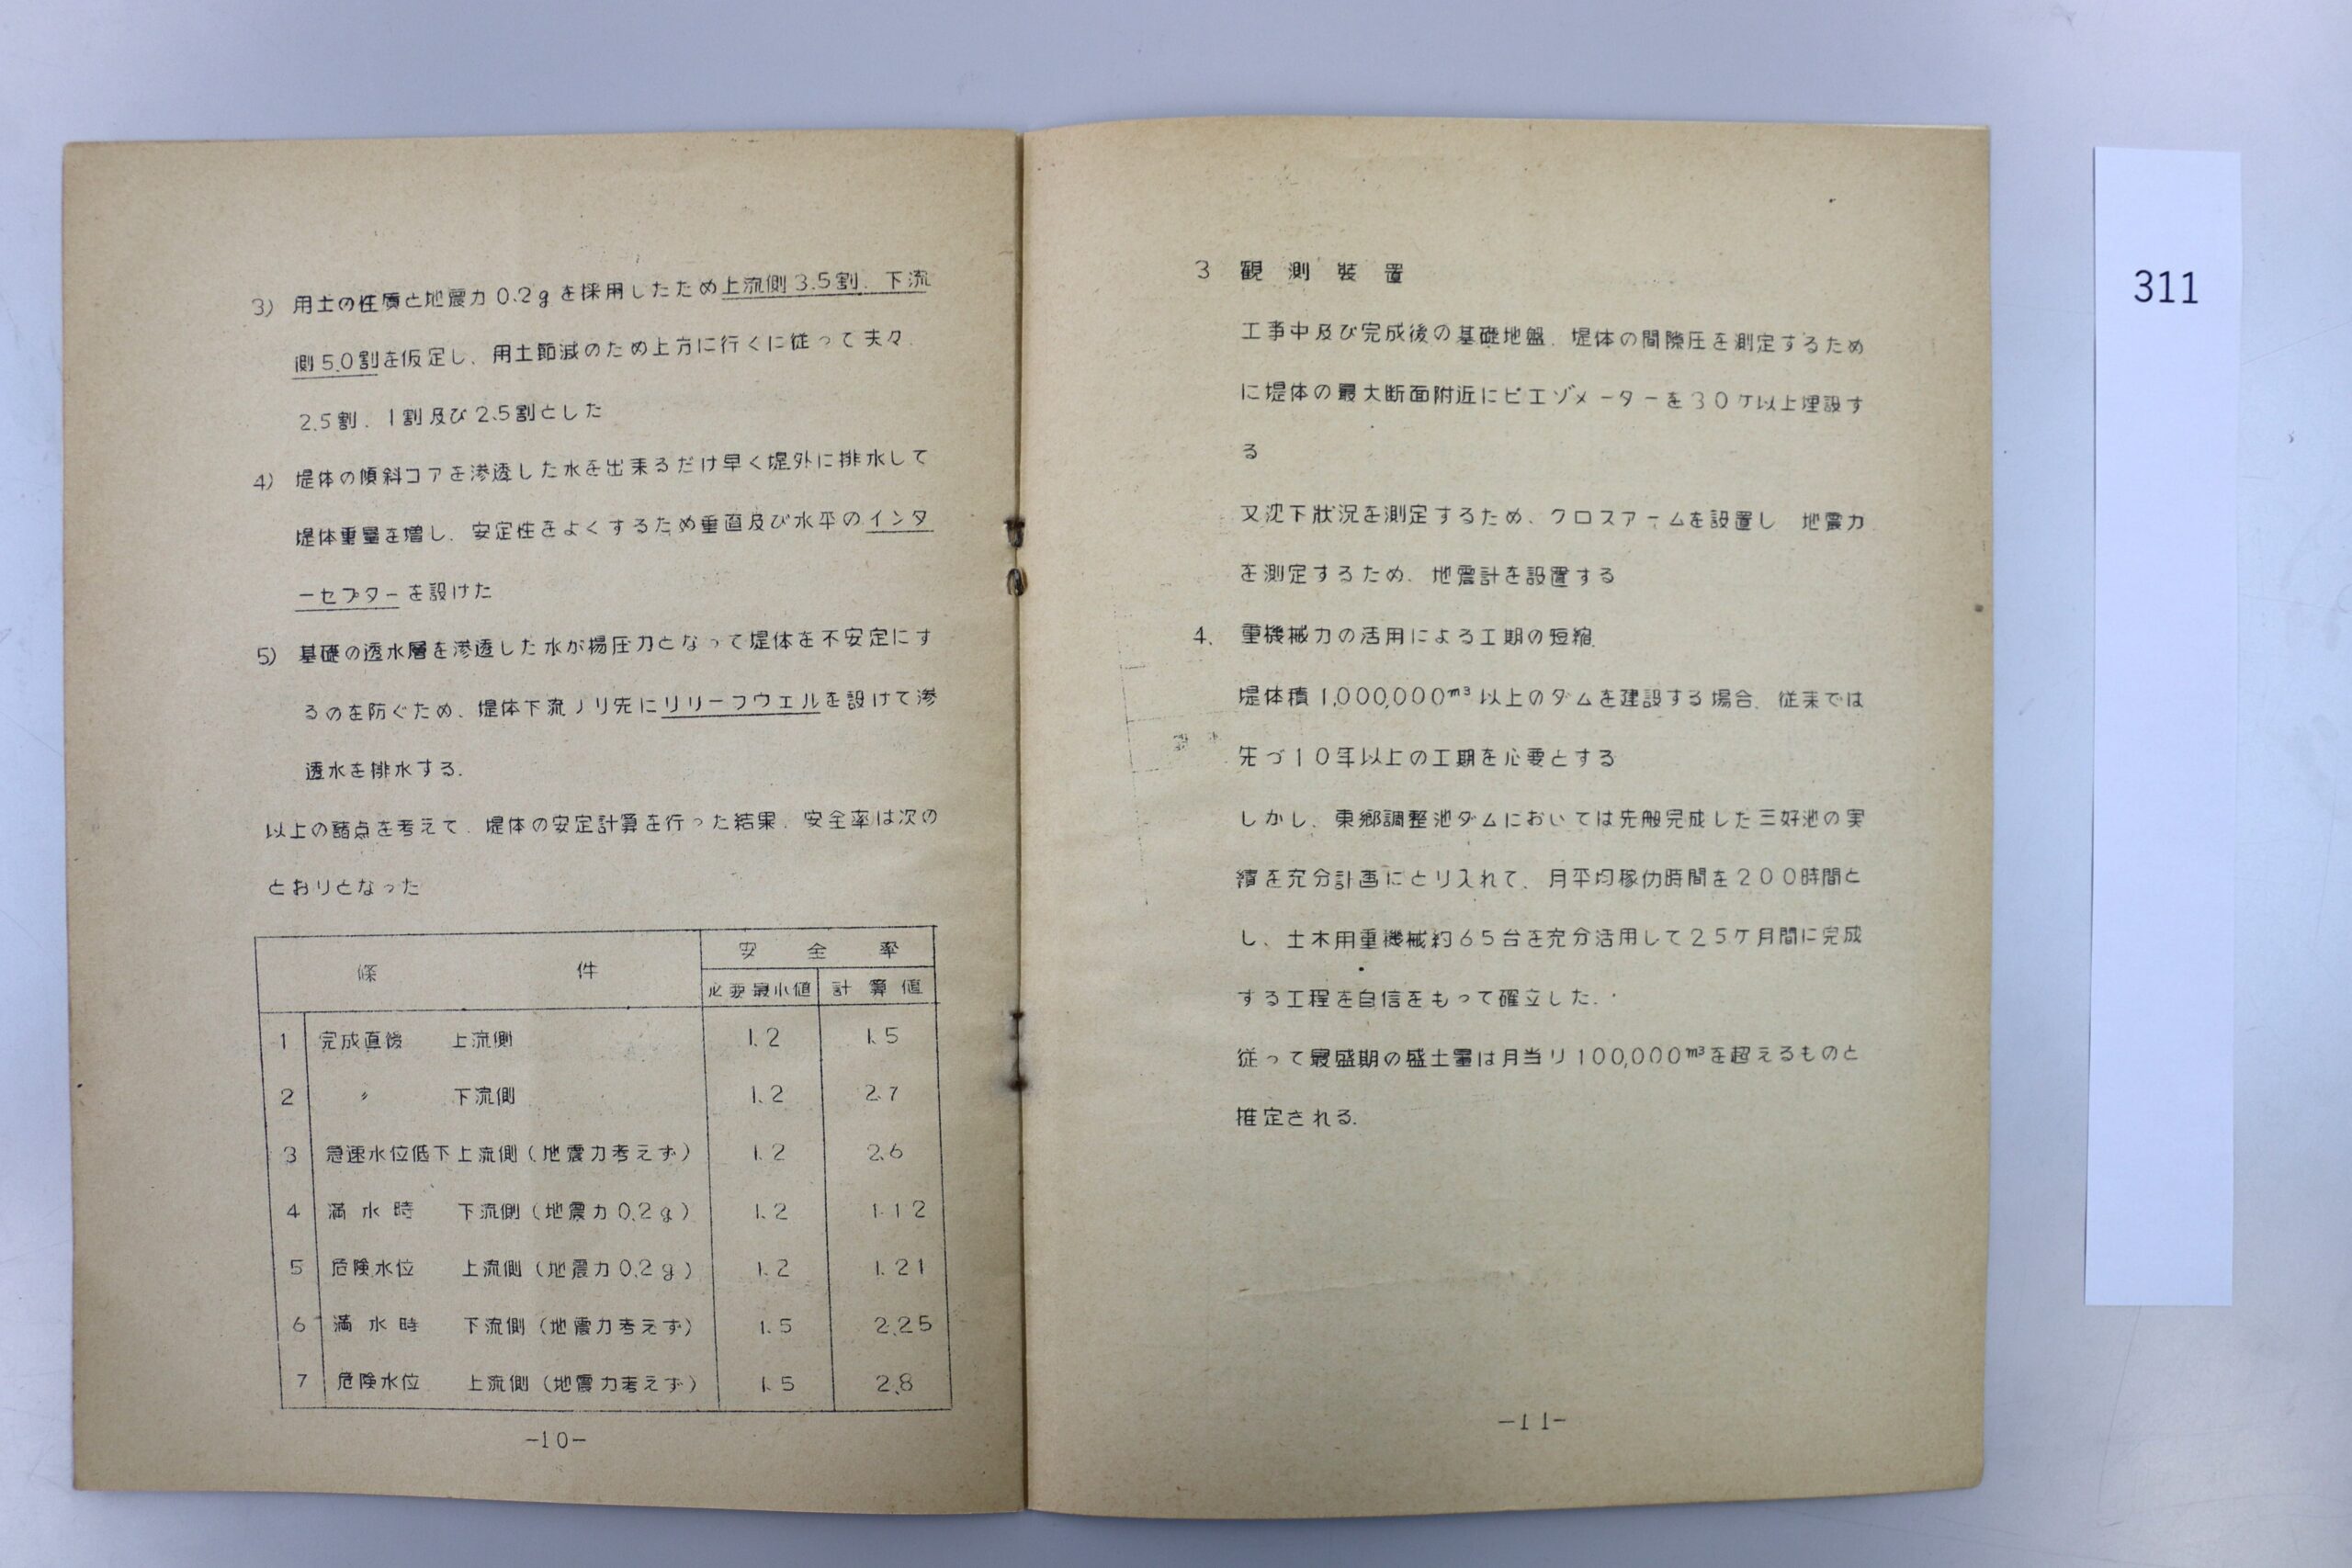 3) 用土の性質と地震力0.2gを採用したため上流側3.5割、下流
側5.0割を仮定し、用土節減のため上方に行くに従って夫々、
2.5割、1割及び2.5割とした
4) 堤体の傾斜コアを滲透した水を出来るだけ早く堤外に排水して
堤体重量を増し、安定性をよくするため垂直及び水平のインタ
ーセプターを設けた
5) 基礎の透水層を滲透した水が揚圧力となって堤体を不安定にす
るのを防ぐため、堤体下流ノリ先にリリーフウエルを設けて滲
透水を排水する.
以上の諸点を考えて、堤体の安定計算を行った結果、安全率は次の
とおりとなった
條件 安全率
必要最小値 計算値
1 完成直後 上流側 1.2 1.5
2 〃 下流側 1.2 2.7
3 急速水位低下上流側(地震力考えず) 1.2 2.6
4 満水時 下流側(地震力0.2g) 1.2 1.12
5 危険水位 上流側(地震力0.2g) 1.2 1.21
6 満水時 下流側(地震力考えず) 1.5 2.25
7 危険水位 上流側(地震力考えず) 1.5 2.8
-10-
3 観測装置
工事中及び完成後の基礎地盤、堤体の間隙圧を測定するため
に堤体の最大断面附近にピエゾメーターを30ケ以上埋設す
る
又沈下状況を測定するため、クロスアームを設置し 地震力
を測定するため、地震計を設置する
4. 重機械力の活用による工期の短縮
堤体積1,000,000m³以上のダムを建設する場合、従来では
先づ10年以上の工期を必要とする
しかし、東郷調整池ダムにおいては先般完成した三好池の実
績を充分計画にとり入れて、月平均稼仂時間を200時間と
し、土木用重機械約65台を充分活用して25ケ月間に完成
する工程を自信をもって確立した.
従って最盛期の盛土量は月当り100,000m³を超えるものと
推定される.
-11-
311